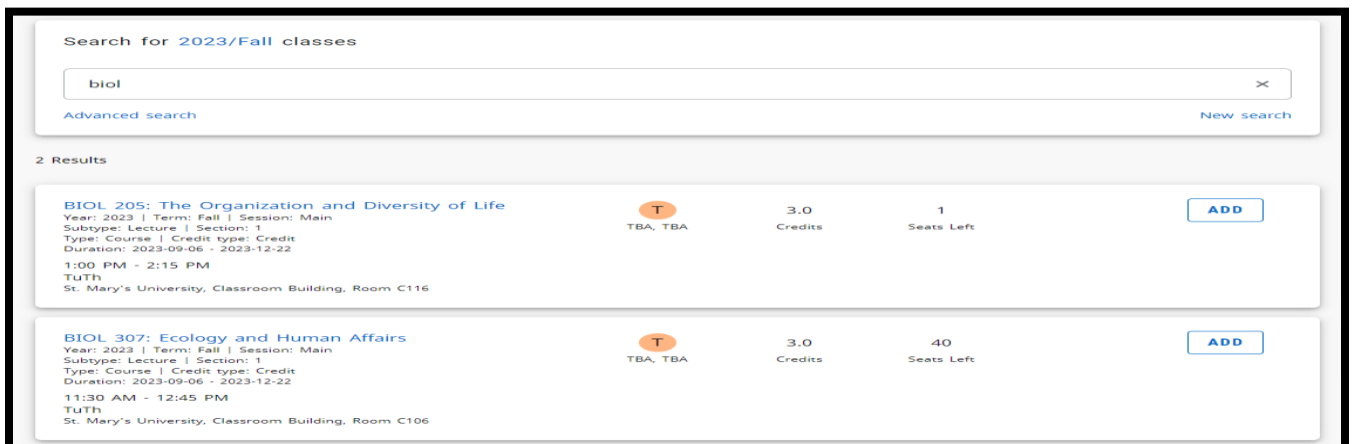 Search for 2023/Fall classes
biol ×
Advanced search New search
2 Results
BIOL 205: The Organization and Diversity of Life
Year: 2023 | Term: Fall | Session: Main
Subtype: Lecture | Section: 1
Type: Course | Credit type: Credit
Duration: 2023-09-06 - 2023-12-22
1:00 PM - 2:15 PM
TuTh
St. Mary's University, Classroom Building, Room C116
T
TBA, TBA
3.0
Credits
1
Seats Left
ADD
BIOL 307: Ecology and Human Affairs
Year: 2023 | Term: Fall | Session: Main
Subtype: Lecture | Section: 1
Type: Course | Credit type: Credit
Duration: 2023-09-06 - 2023-12-22
11:30 AM - 12:45 PM
TuTh
St. Mary's University, Classroom Building, Room C106
T
TBA, TBA
3.0
Credits
40
Seats Left
ADD